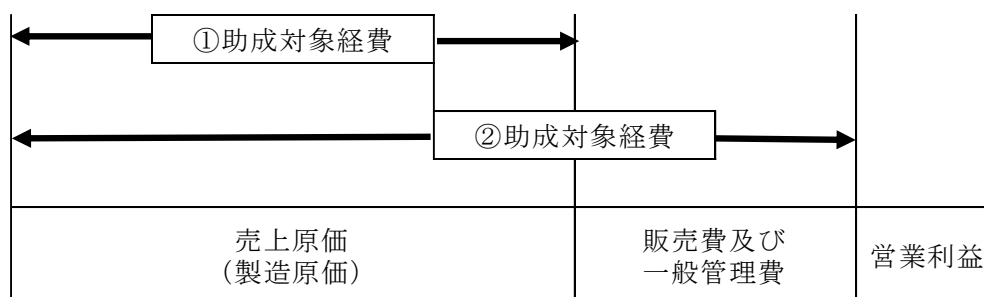 ①助成対象経費
②助成対象経費
売上原価
(製造原価)
販売費及び
一般管理費
営業利益